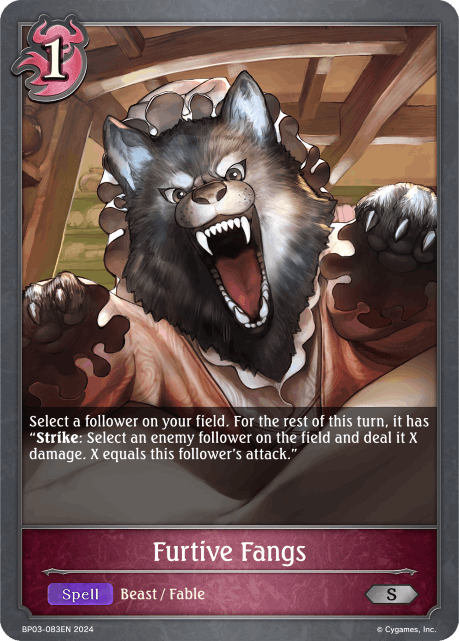 1
Select a follower on your field. For the rest of this turn, it has
“Strike: Select an enemy follower on the field and deal it X
damage. X equals this follower's attack.”
Furtive Fangs
Spell Beast / Fable S
BP03-083EN 2024 © Cygames, Inc.